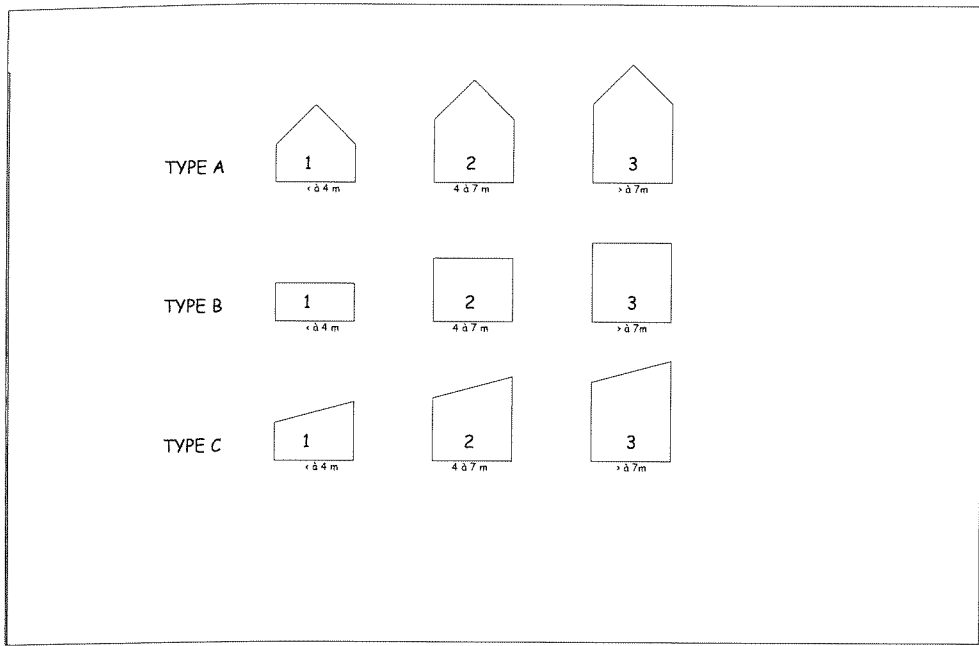 TYPE A 1 2 3
< à 4 m 4 à 7 m > à 7m
TYPE B 1 2 3
< à 4 m 4 à 7 m > à 7m
TYPE C 1 2 3
< à 4 m 4 à 7 m > à 7m